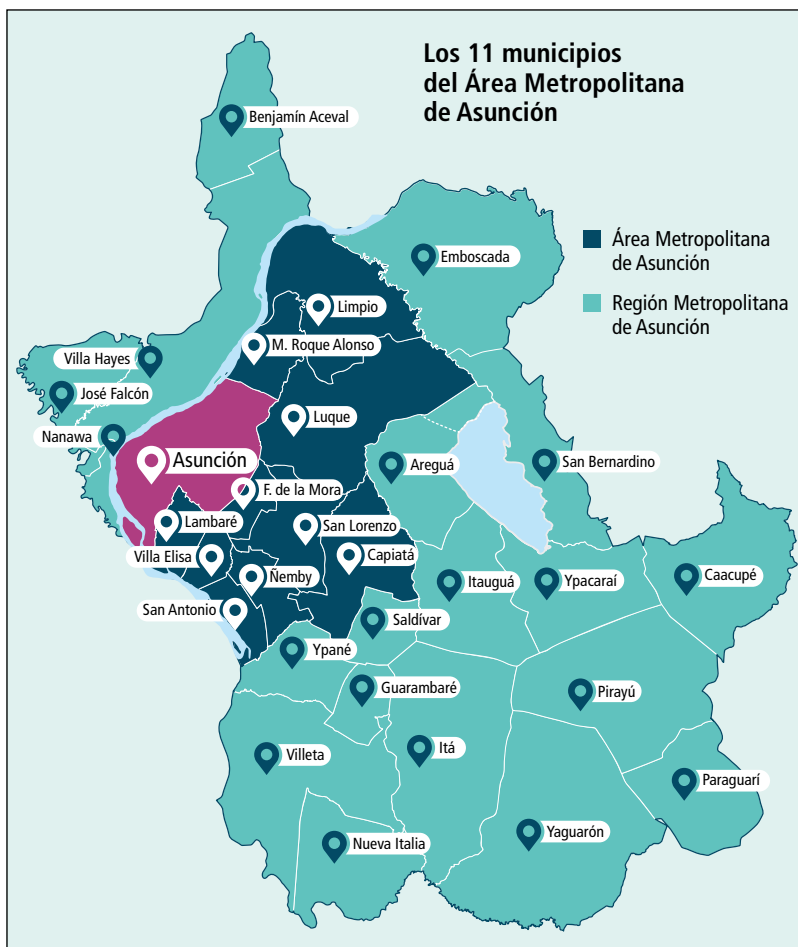 Los 11 municipios
del Área Metropolitana
de Asunción
Benjamín Aceval
Área Metropolitana
de Asunción
Emboscada
Región Metropolitana
de Asunción
Limpio
M. Roque Alonso
Villa Hayes
José Falcón
Luque
Nanawa
Asunción
Areguá
San Bernardino
F. de la Mora
Lambaré
San Lorenzo
Villa Elisa
Capiatá
Ñemby
Itauguá
Ypacaraí
Caacupé
San Antonio
Saldívar
Ypané
Guarambaré
Pirayú
Villeta
Itá
Paraguarí
Nueva Italia
Yaguarón